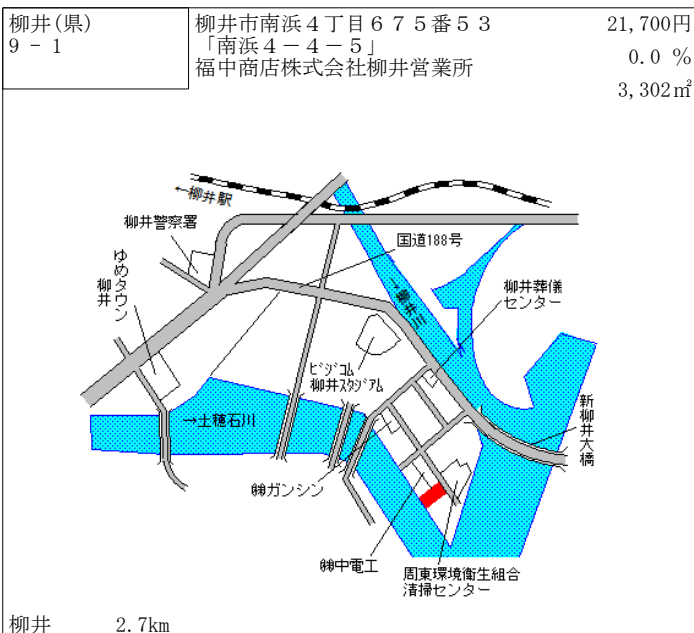 柳井(県)
9 - 1
柳井市南浜４丁目６７５番５３
「南浜４－４－５」
福中商店株式会社柳井営業所
21,700円
0.0 %
3,302㎡
←柳井駅
柳井警察署
国道188号
ゆめタウン
柳井
→柳井川
柳井葬儀
センター
ビジコム
柳井スタジアム
→土穂石川
新柳井大橋
㈱ガンシン
㈱中電工
周東環境衛生組合
清掃センター
柳井 2.7km